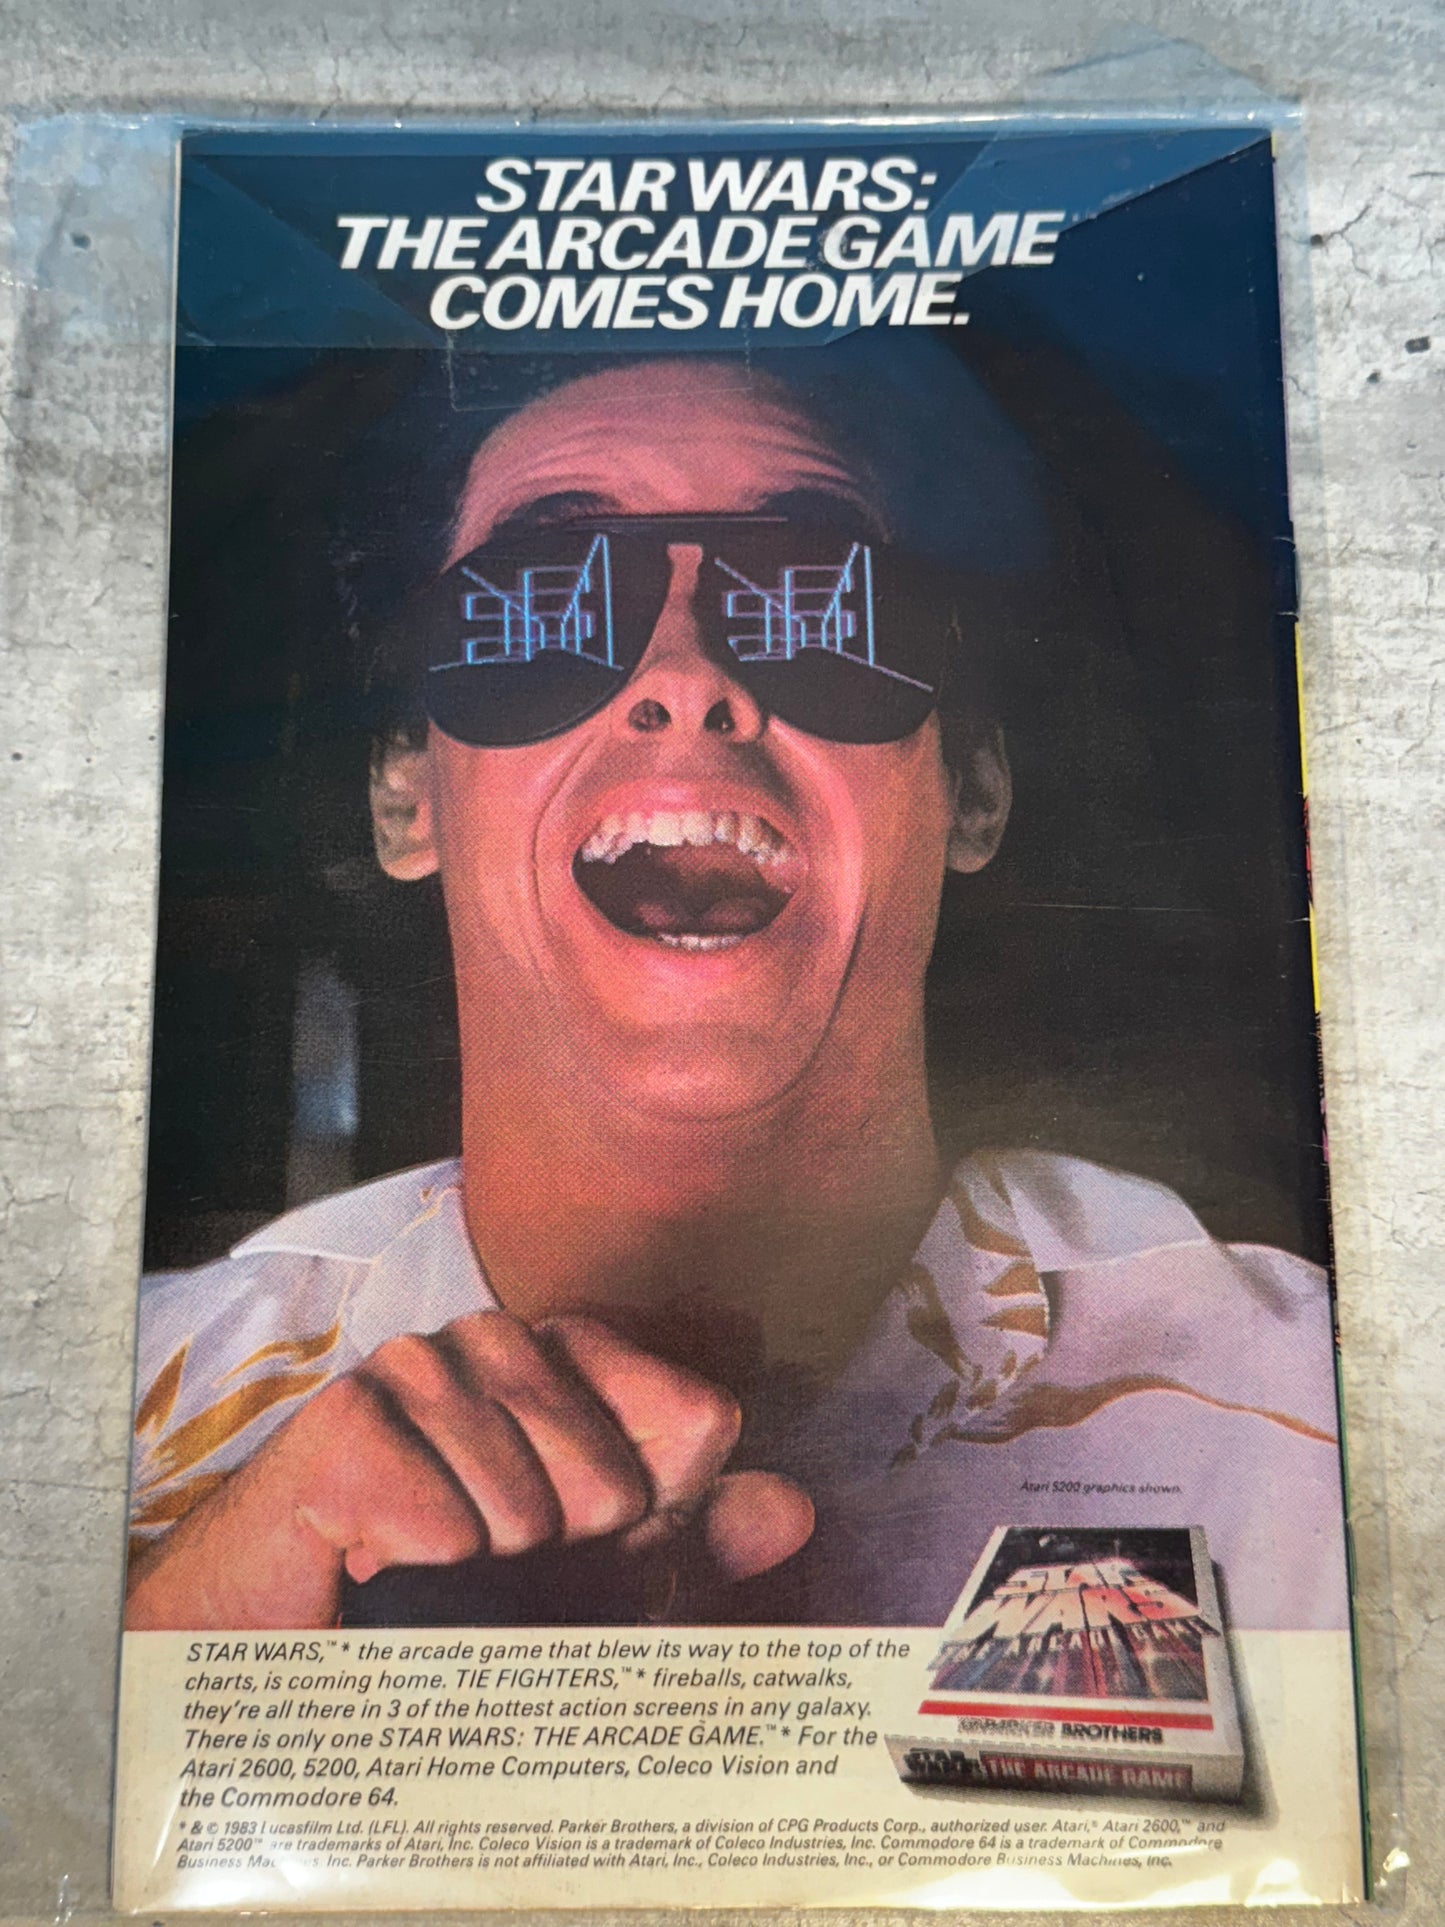 STAR WARS:
THE ARCADE GAME™
COMES HOME.
Atari 5200 graphics shown.
STAR WARS
THE ARCADE GAME
PARKER BROTHERS
STAR WARS THE ARCADE GAME
STAR WARS,™* the arcade game that blew its way to the top of the
charts, is coming home. TIE FIGHTERS,™* fireballs, catwalks,
they're all there in 3 of the hottest action screens in any galaxy.
There is only one STAR WARS: THE ARCADE GAME.™* For the
Atari 2600, 5200, Atari Home Computers, Coleco Vision and
the Commodore 64.
* & © 1983 Lucasfilm Ltd. (LFL). All rights reserved. Parker Brothers, a division of CPG Products Corp., authorized user. Atari,® Atari 2600,™ and
Atari 5200™ are trademarks of Atari, Inc. Coleco Vision is a trademark of Coleco Industries, Inc. Commodore 64 is a trademark of Commodore
Business Machines Inc. Parker Brothers is not affiliated with Atari, Inc., Coleco Industries, Inc., or Commodore Business Machines, Inc.